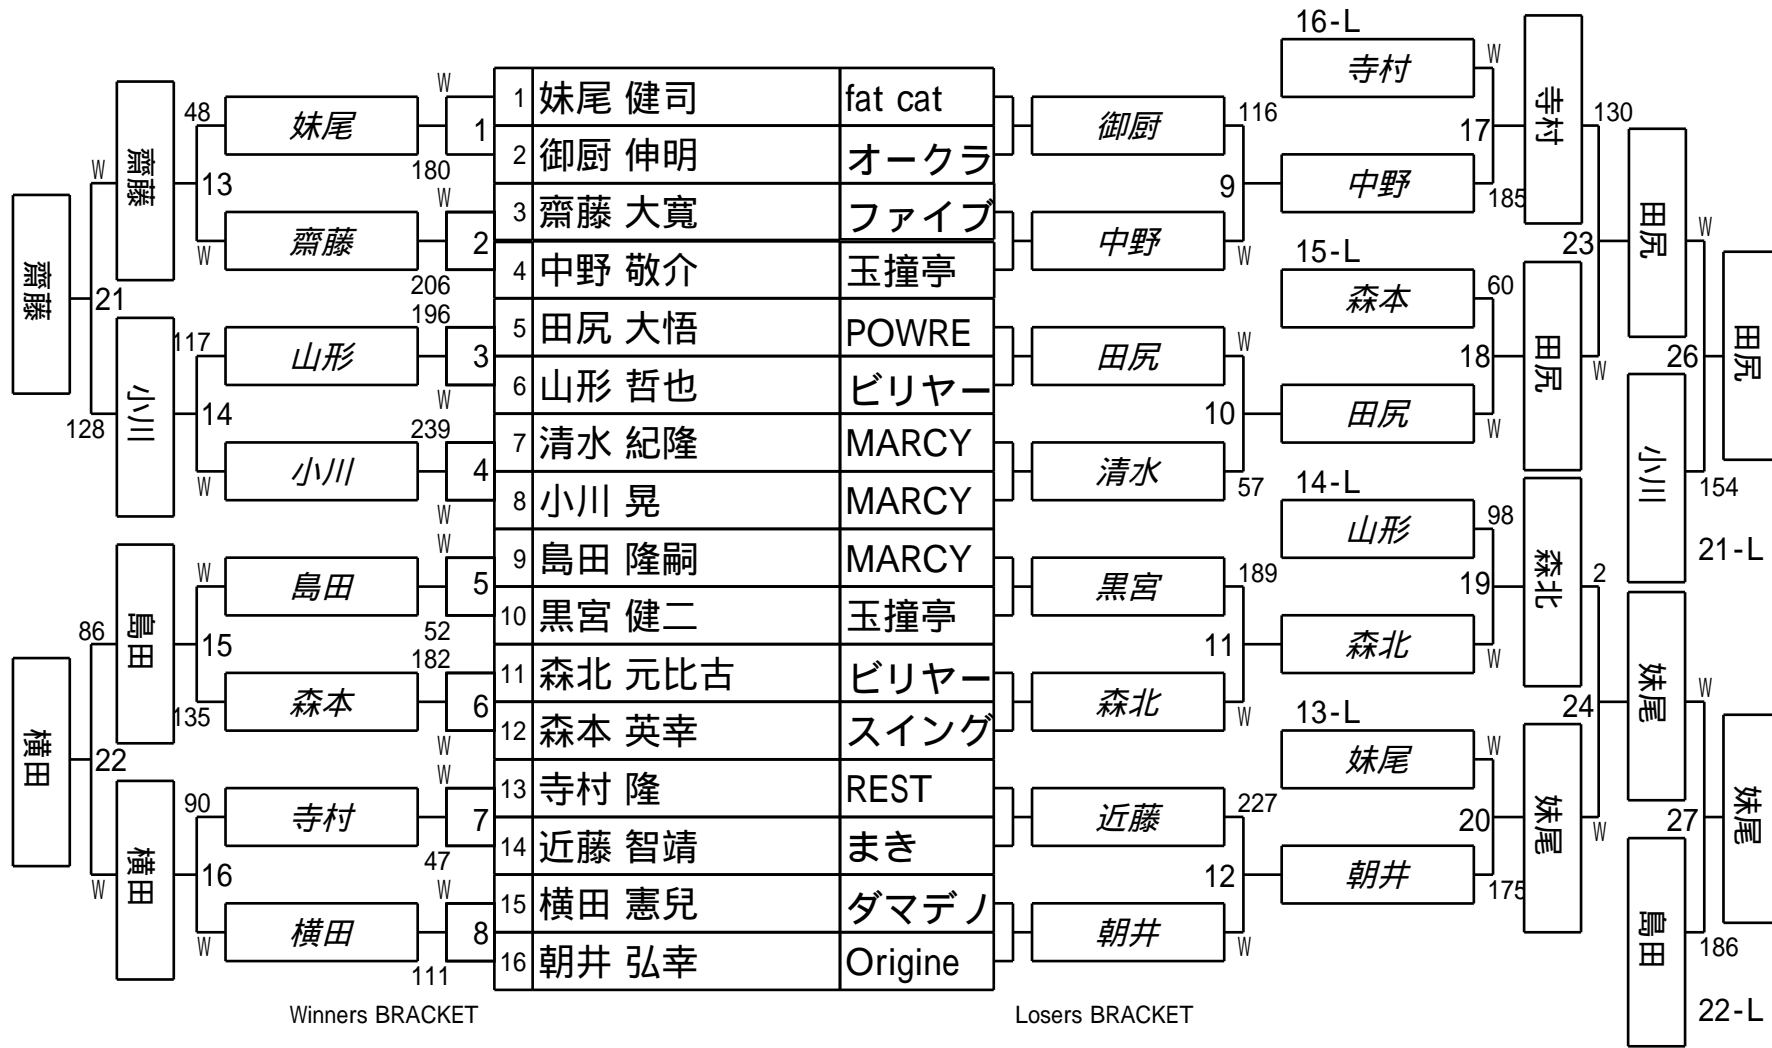 16-L
W
寺村
W
1 妹尾 健司 fat cat
48
妹尾
1
御厨
116
17
寺村
130
2 御厨 伸明 オークラ
齋藤
W
180
13
9
中野
185
W
3 齋藤 大寛 ファイブ
齋藤
2
中野
田尻
W
W
W
23
15-L
4 中野 敬介 玉撞亭
206
齋藤
21
森本
60
196
5 田尻 大悟 POWRE
117
山形
3
田尻
W
18
田尻
26
田尻
W
6 山形 哲也 ビリヤー
W
小川
14
128
10
田尻
W
239
7 清水 紀隆 MARCY
小川
4
清水
小川
W
57
154
14-L
8 小川 晃 MARCY
W
山形
98
21-L
W
9 島田 隆嗣 MARCY
W
島田
5
黒宮
189
19
森北
2
10 黒宮 健二 玉撞亭
52
86
島田
15
11
森北
W
182
11 森北 元比古 ビリヤー
森本
6
森北
妹尾
W
135
W
24
13-L
12 森本 英幸 スイング
W
横田
22
妹尾
W
W
13 寺村 隆 REST
90
寺村
7
近藤
227
20
妹尾
W
27
妹尾
14 近藤 智靖 まき
47
横田
16
W
12
朝井
175
W
15 横田 憲兒 ダマデノ
横田
8
朝井
島田
186
W
W
16 朝井 弘幸 Origine
111
22-L
Winners BRACKET
Losers BRACKET